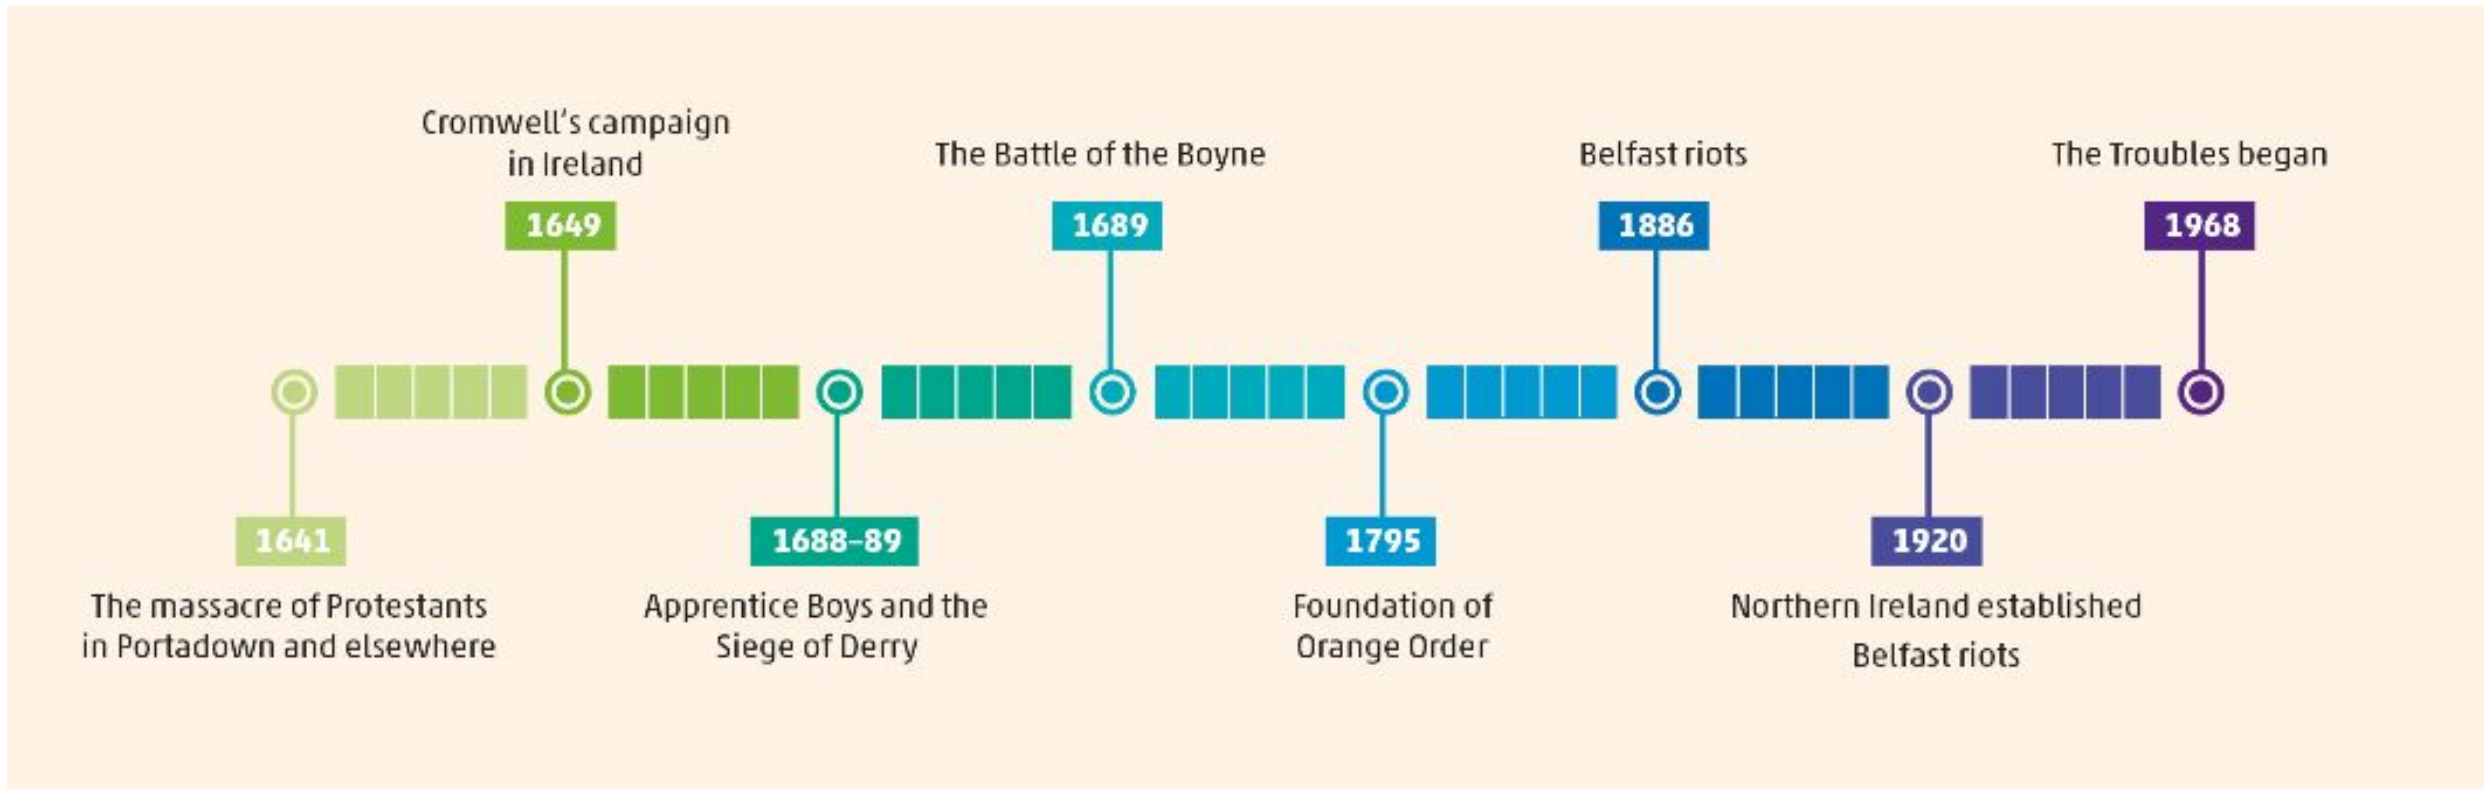 1641
The massacre of Protestants
in Portadown and elsewhere
Cromwell's campaign
in Ireland
1649
1688–89
Apprentice Boys and the
Siege of Derry
The Battle of the Boyne
1689
1795
Foundation of
Orange Order
Belfast riots
1886
1920
Northern Ireland established
Belfast riots
The Troubles began
1968